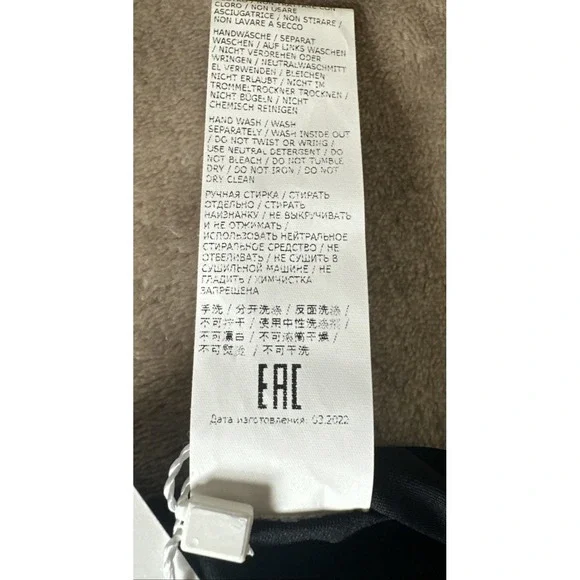 CLORO / NON USARE
ASCIUGATRICE / NON STIRARE /
NON LAVARE A SECCO
HANDWÄSCHE / SEPARAT
WASCHEN / AUF LINKS WASCHEN
/ NICHT VERDREHEN ODER
WRINGEN / NEUTRALWASCHMITT
EL VERWENDEN / BLEICHEN
NICHT ERLAUBT / NICHT IM
TROMMELTROCKNER TROCKNEN /
NICHT BÜGELN / NICHT
CHEMISCH REINIGEN
HAND WASH / WASH
SEPARATELY / WASH INSIDE OUT
/ DO NOT TWIST OR WRING /
USE NEUTRAL DETERGENT / DO
NOT BLEACH / DO NOT TUMBLE
DRY / DO NOT IRON / DO NOT
DRY CLEAN
РУЧНАЯ СТИРКА / СТИРАТЬ
ОТДЕЛЬНО / СТИРАТЬ
НАИЗНАНКУ / НЕ ВЫКРУЧИВАТЬ
И НЕ ОТЖИМАТЬ /
ИСПОЛЬЗОВАТЬ НЕЙТРАЛЬНОЕ
СТИРАЛЬНОЕ СРЕДСТВО / НЕ
ОТБЕЛИВАТЬ / НЕ СУШИТЬ В
СУШИЛЬНОЙ МАШИНЕ / НЕ
ГЛАДИТЬ / ХИМЧИСТКА
ЗАПРЕЩЕНА
手洗 / 分开洗涤 / 反面洗涤 /
不可拧干 / 使用中性洗涤剂 /
不可漂白 / 不可滚筒干燥 /
不可熨烫 / 不可干洗
EAC
Дата изготовления: 03.2022